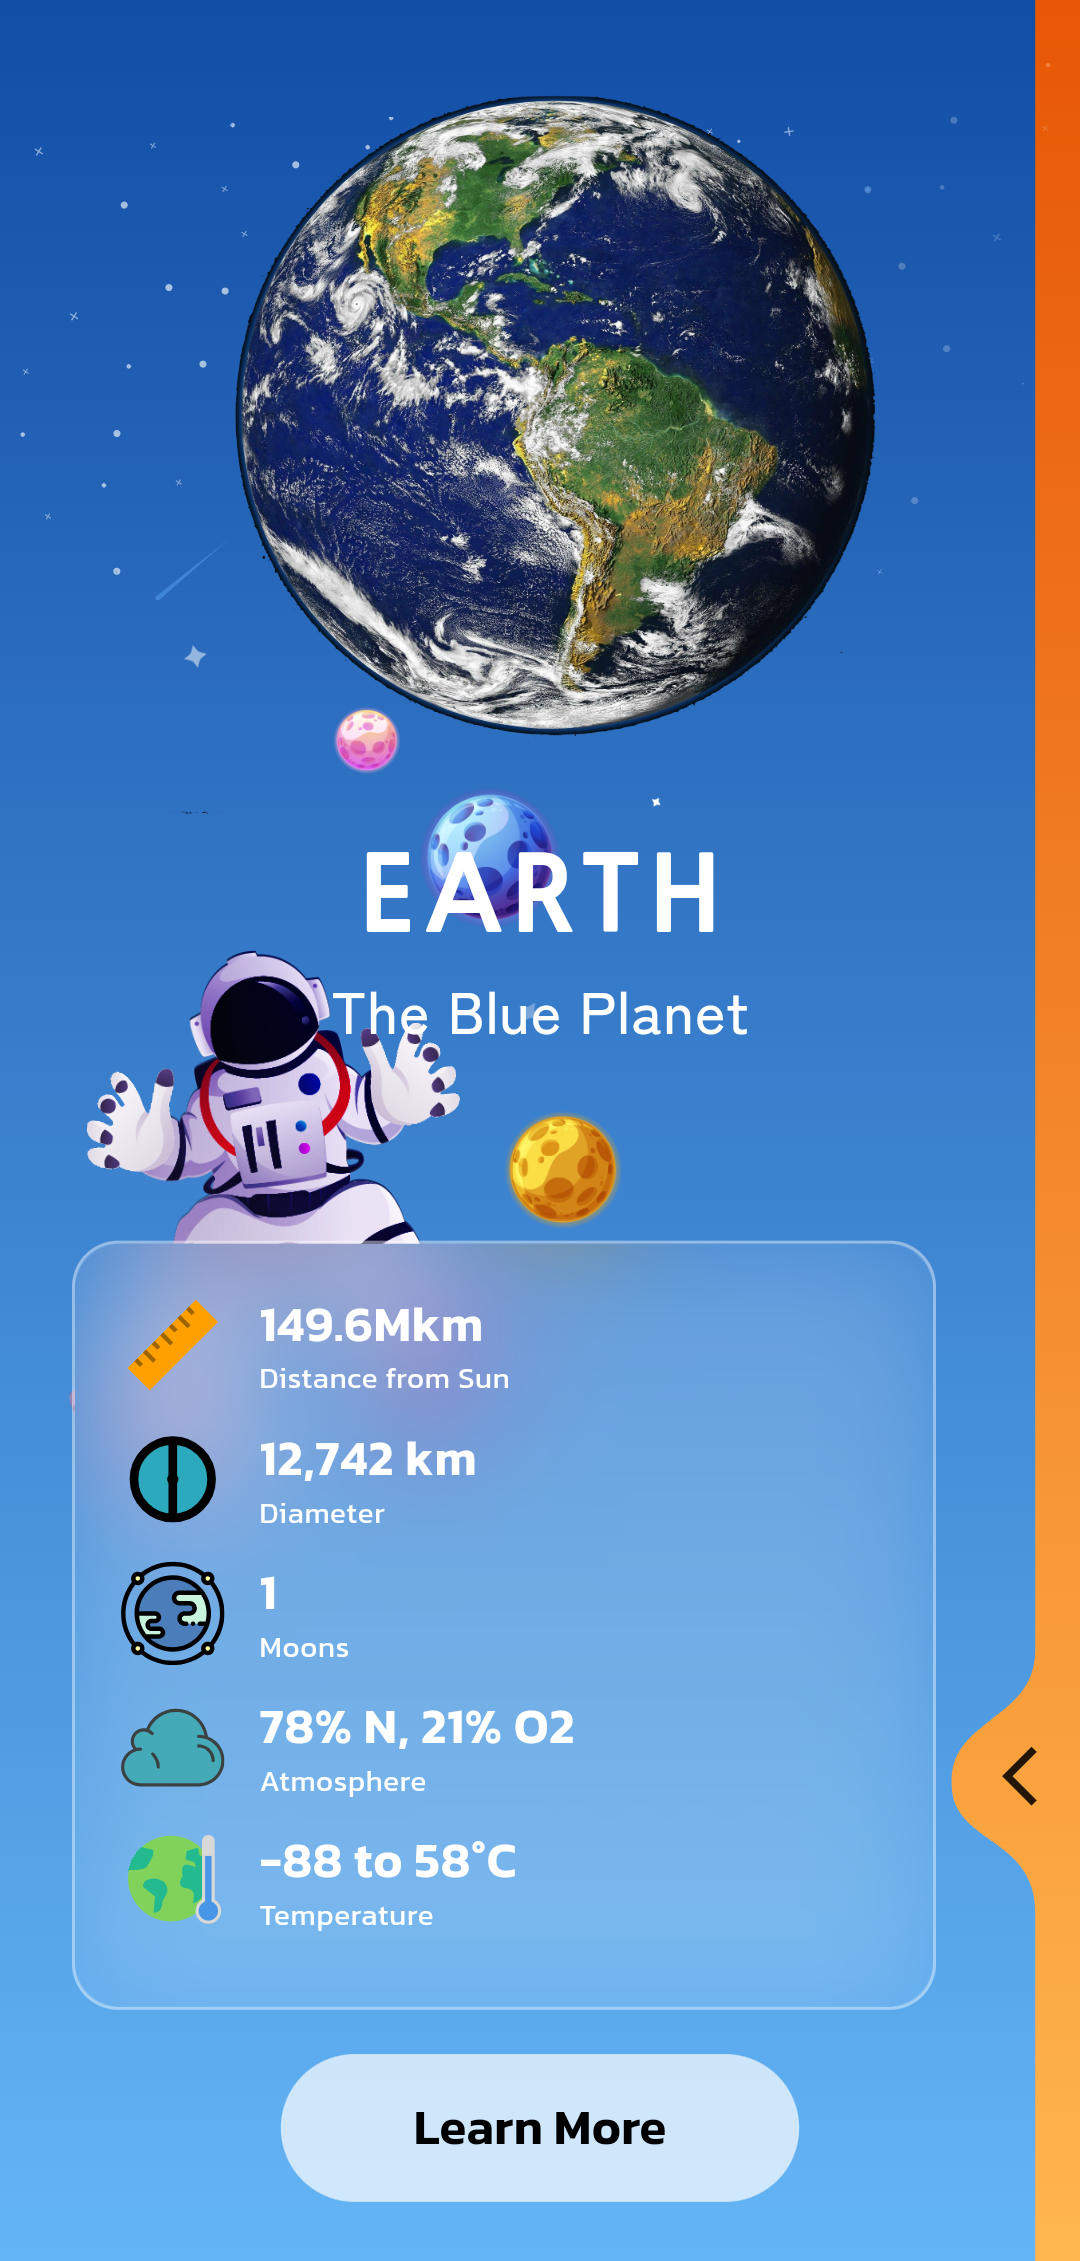 EARTH
The Blue Planet
149.6Mkm
Distance from Sun
12,742 km
Diameter
1
Moons
78% N, 21% O2
Atmosphere
-88 to 58°C
Temperature
Learn More